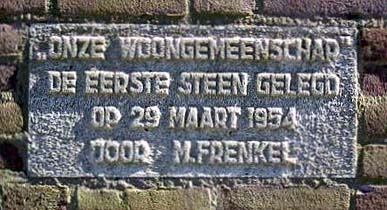 "ONZE WOONGEMEENSCHAP"
DE EERSTE STEEN GELEGD
OP 29 MAART 1954
DOOR M.FRENKEL